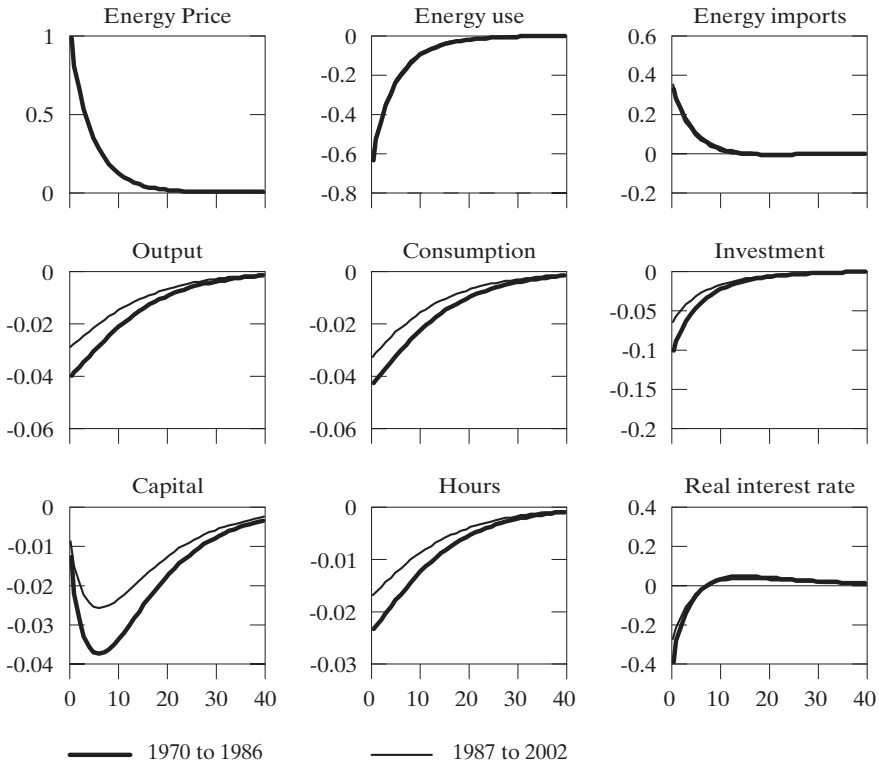 Energy Price
Energy use
Energy imports
1
0.5
0
0
-0.2
-0.4
-0.6
-0.8
0.6
0.4
0.2
0
-0.2
Output
Consumption
Investment
0
-0.02
-0.04
-0.06
0
-0.02
-0.04
-0.06
0
-0.05
-0.1
-0.15
-0.2
Capital
Hours
Real interest rate
0
-0.01
-0.02
-0.03
-0.04
0
-0.01
-0.02
-0.03
0.4
0.2
0
-0.2
-0.4
0 10 20 30 40
0 10 20 30 40
0 10 20 30 40
1970 to 1986
1987 to 2002